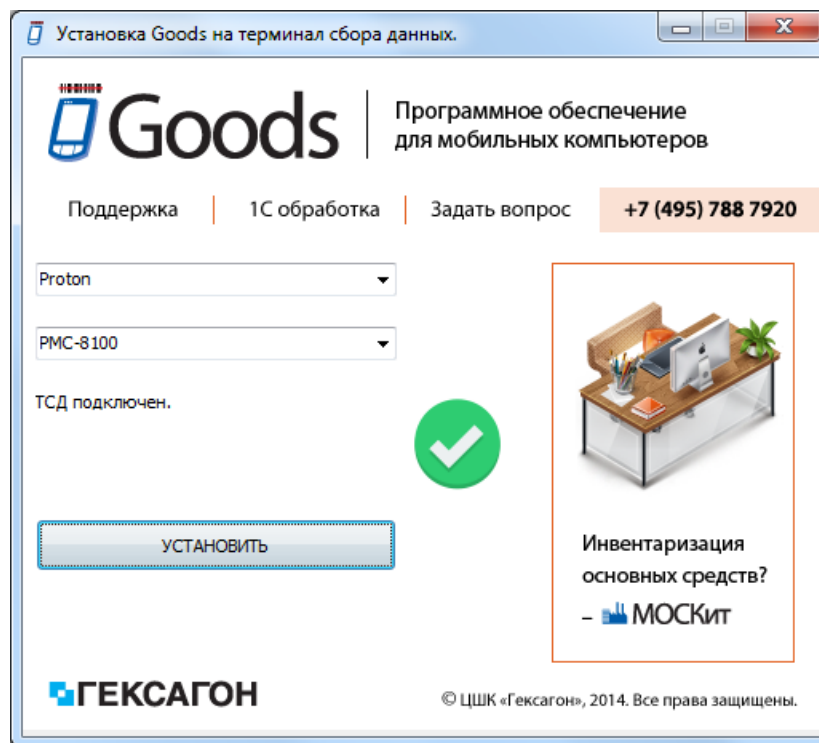 Установка Goods на терминал сбора данных.
Goods
Программное обеспечение
для мобильных компьютеров
Поддержка
1С обработка
Задать вопрос
+7 (495) 788 7920
Proton
PMC-8100
ТСД подключен.
УСТАНОВИТЬ
Инвентаризация
основных средств?
– МОСКит
ГЕКСАГОН
© ЦШК «Гексагон», 2014. Все права защищены.